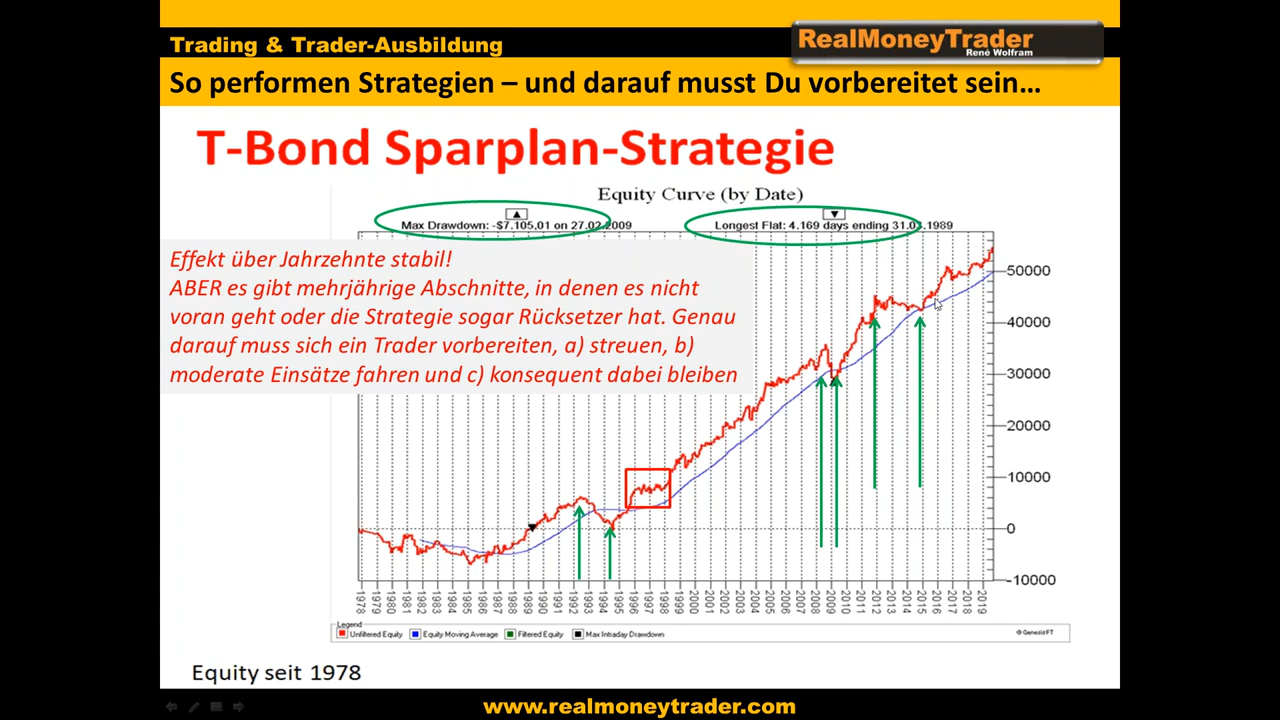 Trading & Trader-Ausbildung
RealMoneyTrader
René Wolfram
So performen Strategien – und darauf musst Du vorbereitet sein...
T-Bond Sparplan-Strategie
Equity Curve (by Date)
Max Drawdown: -$7.105,01 on 27.02.2009
Longest Flat: 4.169 days ending 31.03.1989
Effekt über Jahrzehnte stabil!
ABER es gibt mehrjährige Abschnitte, in denen es nicht
voran geht oder die Strategie sogar Rücksetzer hat. Genau
darauf muss sich ein Trader vorbereiten, a) streuen, b)
moderate Einsätze fahren und c) konsequent dabei bleiben
50000
40000
30000
20000
10000
0
-10000
1978 1979 1980 1981 1982 1983 1984 1985 1986 1987 1988 1989 1990 1991 1992 1993 1994 1995 1996 1997 1998 1999 2000 2001 2002 2003 2004 2005 2006 2007 2008 2009 2010 2011 2012 2013 2014 2015 2016 2017 2018 2019
Legend
Unfiltered Equity Equity Moving Average Filtered Equity Max Intraday Drawdown
© GenesisFT
Equity seit 1978
www.realmoneytrader.com